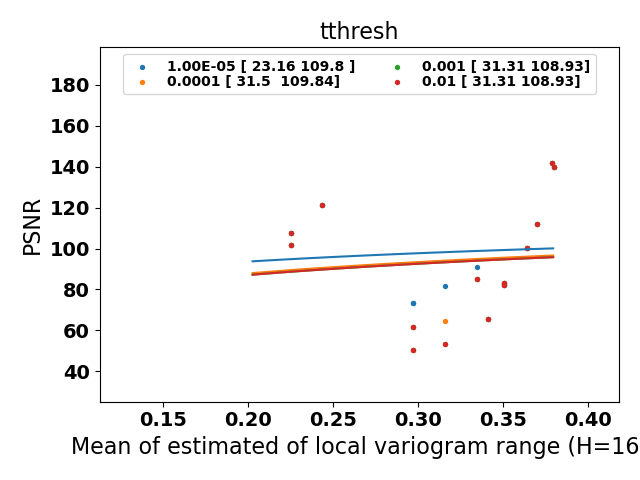 tthresh
1.00E-05 [ 23.16 109.8 ]
0.0001 [ 31.5  109.84]
0.001 [ 31.31 108.93]
0.01 [ 31.31 108.93]
PSNR
180
160
140
120
100
80
60
40
0.15 0.20 0.25 0.30 0.35 0.40
Mean of estimated of local variogram range (H=16